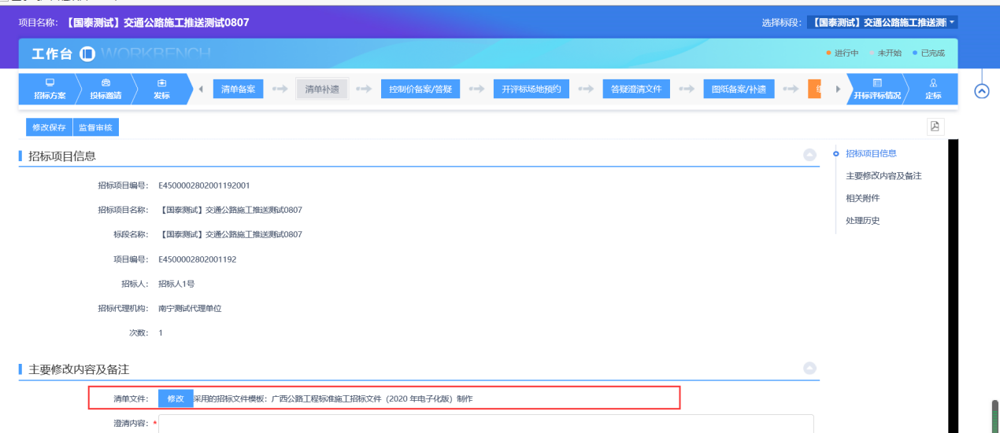 项目名称: 【国泰测试】交通公路施工推送测试0807
选择标段: 【国泰测试】交通公路施工推送测
工作台 WORKBENCH
进行中 未开始 已完成
招标方案 投标邀请 发标 清单备案 清单补遗 控制价备案/答疑 开评标场地预约 答疑澄清文件 图纸备案/补遗 开标评标情况 定标
修改保存 监督审核
招标项目信息
招标项目编号: E4500002802001192001
招标项目名称: 【国泰测试】交通公路施工推送测试0807
标段名称: 【国泰测试】交通公路施工推送测试0807
项目编号: E4500002802001192
招标人: 招标人1号
招标代理机构: 南宁测试代理单位
次数: 1
主要修改内容及备注
清单文件: 修改 采用的招标文件模板: 广西公路工程标准施工招标文件 (2020 年电子化版) 制作
澄清内容: *
招标项目信息
主要修改内容及备注
相关附件
处理历史